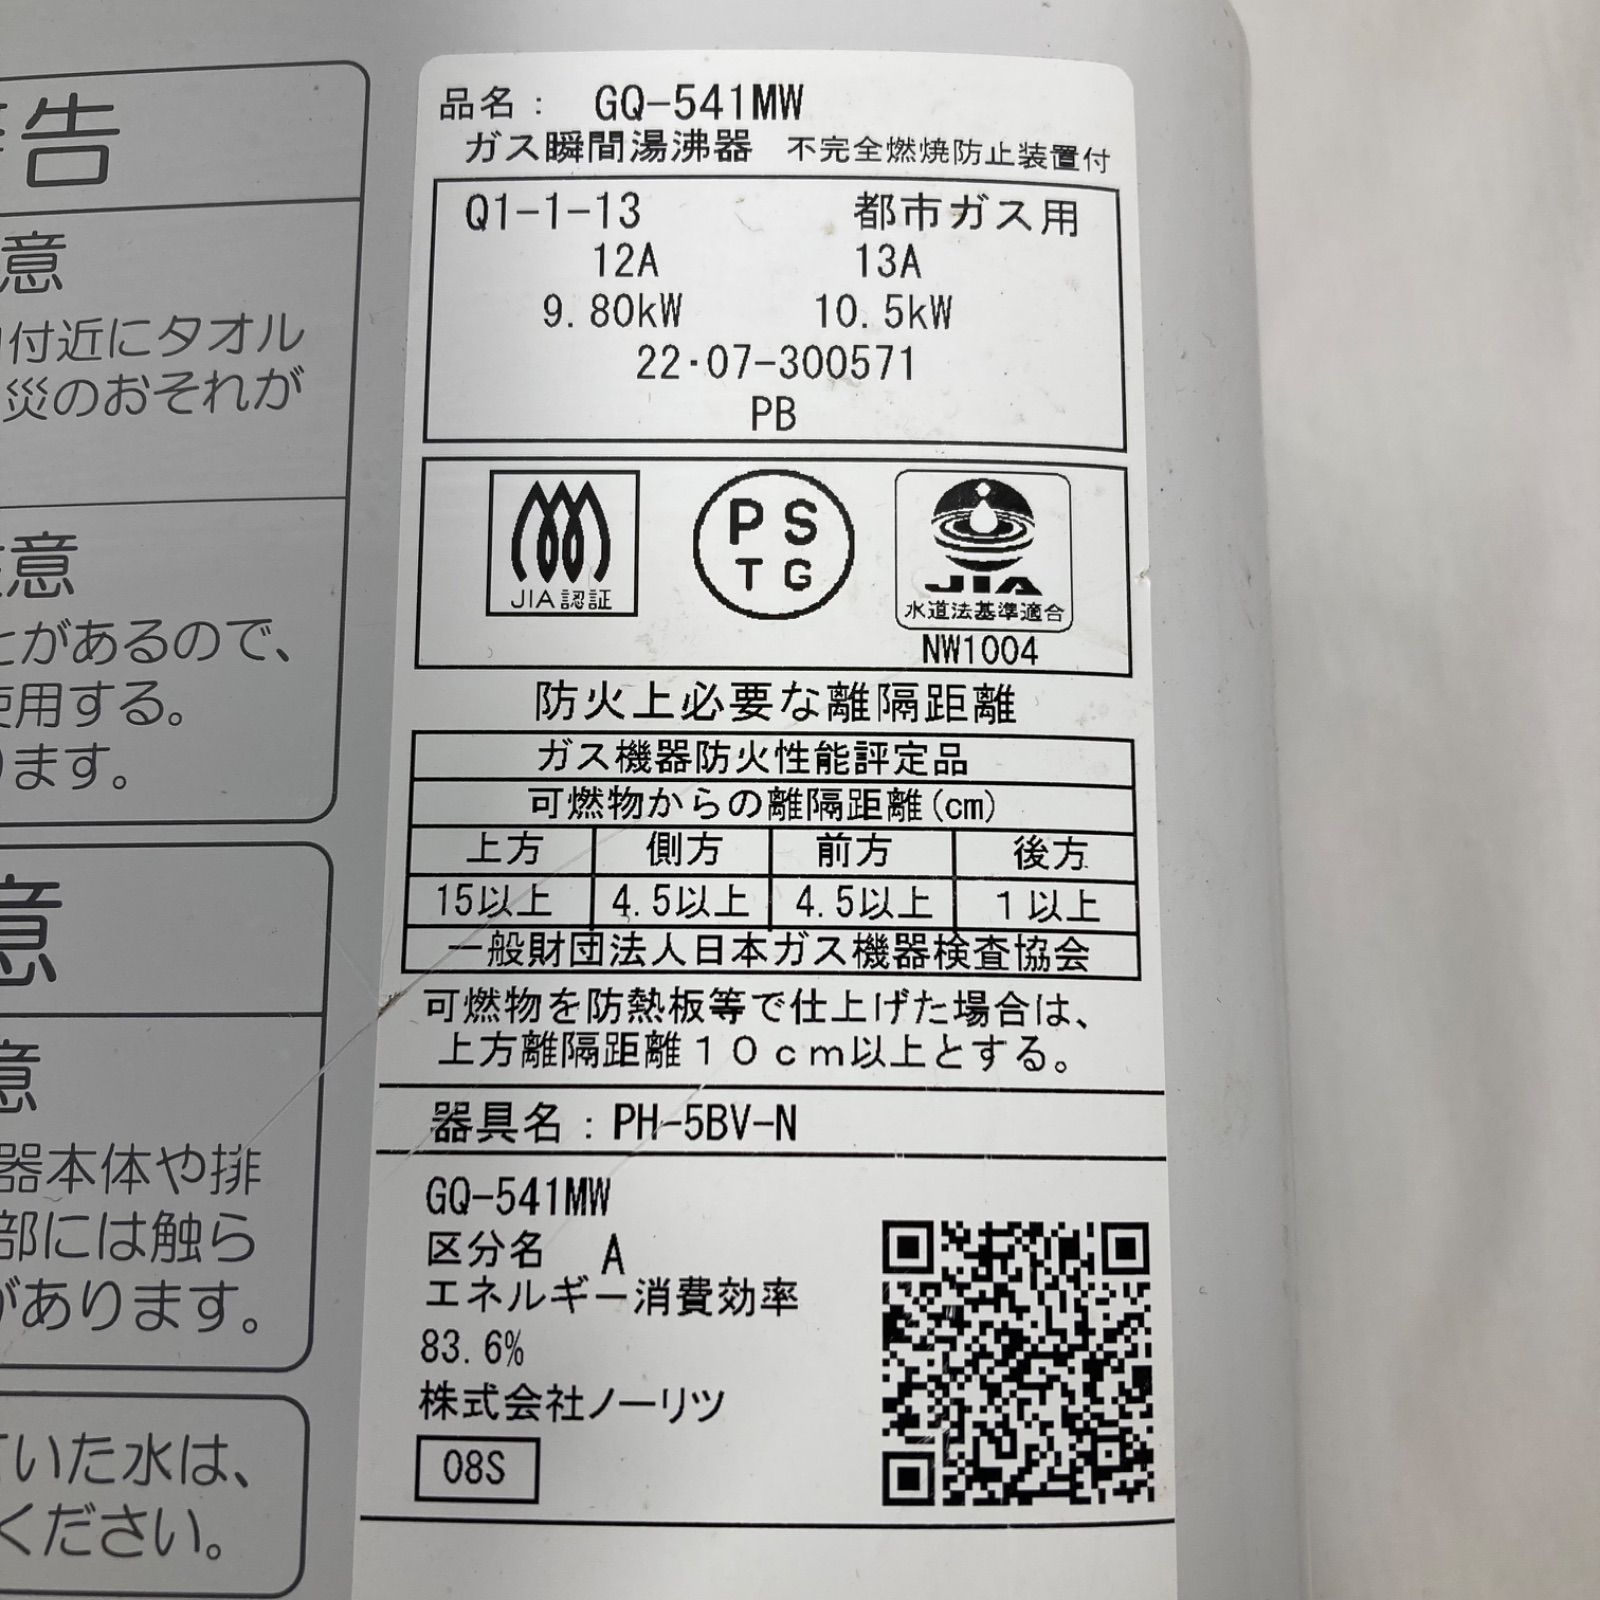 告
意
付近にタオル
災のおそれが
意
があるので、
使用する。
ります。
意
意
器本体や排
部には触ら
があります。
いた水は、
ください。
品名： GQ-541MW
ガス瞬間湯沸器 不完全燃焼防止装置付
Q1-1-13 都市ガス用
12A 13A
9.80kW 10.5kW
22・07-300571
PB
JIA認証
PS
TG
JIA
水道法基準適合
NW1004
防火上必要な離隔距離
ガス機器防火性能評定品
可燃物からの離隔距離(cm)
上方 側方 前方 後方
15以上 4.5以上 4.5以上 1以上
一般財団法人日本ガス機器検査協会
可燃物を防熱板等で仕上げた場合は、
上方離隔距離１０ｃｍ以上とする。
器具名：PH-5BV-N
GQ-541MW
区分名 A
エネルギー消費効率
83.6%
株式会社ノーリツ
08S